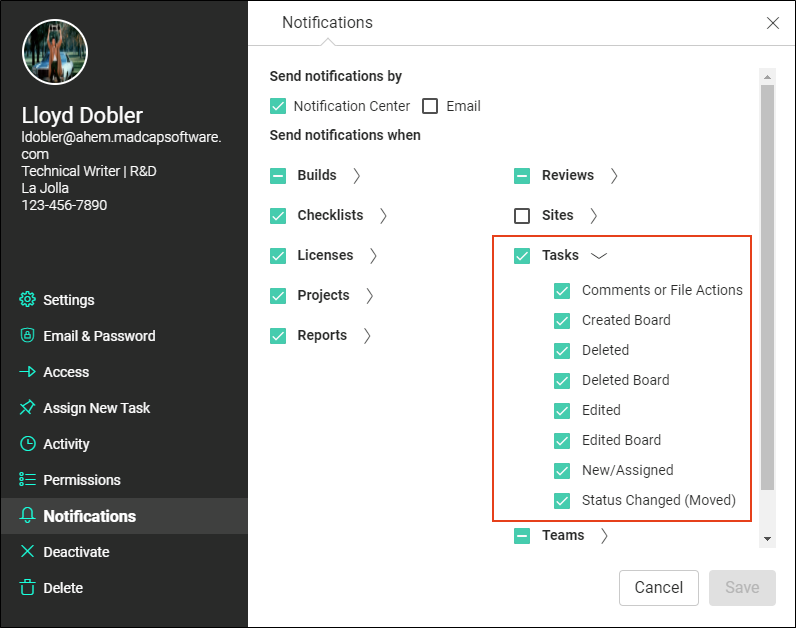 Lloyd Dobler
ldobler@ahem.madcapsoftware.
com
Technical Writer | R&D
La Jolla
123-456-7890
Settings
Email & Password
Access
Assign New Task
Activity
Permissions
Notifications
Deactivate
Delete
Notifications
Send notifications by
Notification Center
Email
Send notifications when
Builds
Checklists
Licenses
Projects
Reports
Reviews
Sites
Tasks
Comments or File Actions
Created Board
Deleted
Deleted Board
Edited
Edited Board
New/Assigned
Status Changed (Moved)
Teams
Cancel
Save